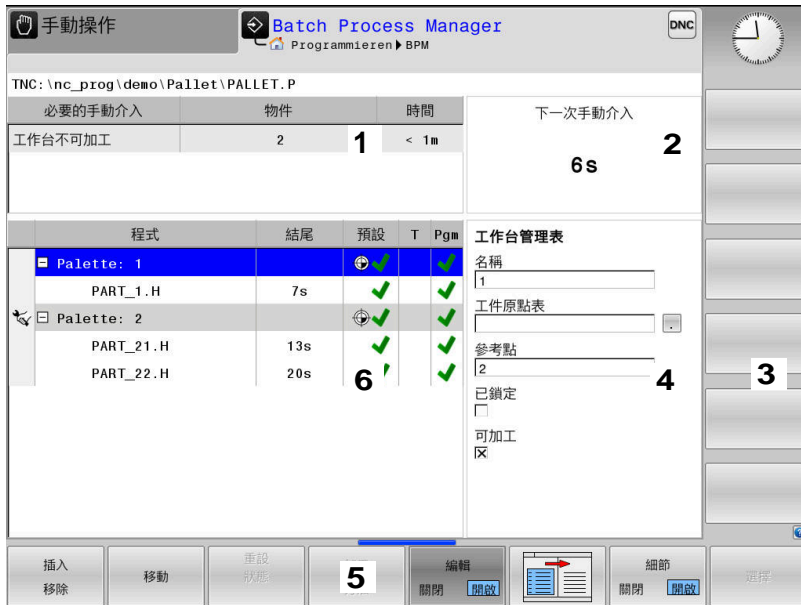 手動操作
Batch Process Manager
DNC
Programmieren BPM
TNC:\nc_prog\demo\Pallet\PALLET.P
必要的手動介入 物件 時間
下一次手動介入
工作台不可加工 2 < 1m
1
2
6s
程式 結尾 預設 T Pgm
工作台管理表
Palette: 1
名稱
1
PART_1.H 7s
工件原點表
Palette: 2
.
PART_21.H 13s
參考點
PART_22.H 20s
2
6
4
3
已鎖定
可加工
插入
移除
移動
重設
狀態
5
編輯
關閉 開啟
細節
關閉 開啟
選擇